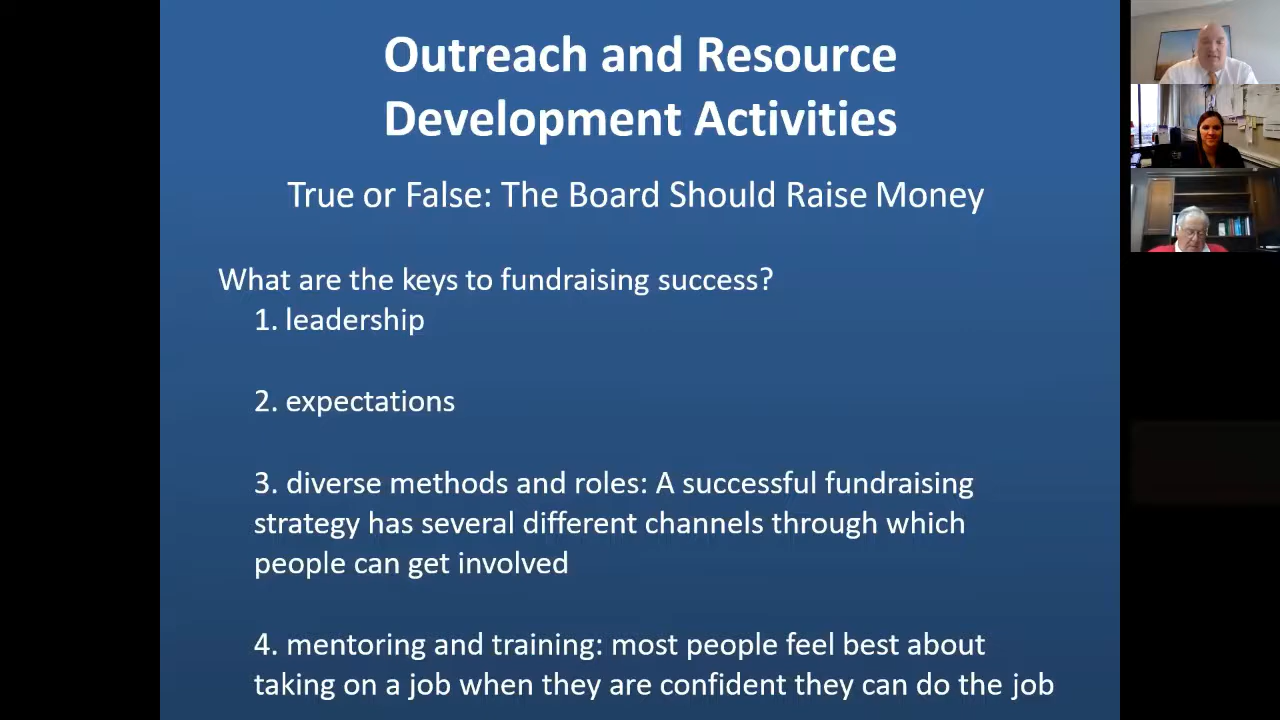 Outreach and Resource
Development Activities
True or False: The Board Should Raise Money
What are the keys to fundraising success?
1. leadership
2. expectations
3. diverse methods and roles: A successful fundraising
strategy has several different channels through which
people can get involved
4. mentoring and training: most people feel best about
taking on a job when they are confident they can do the job